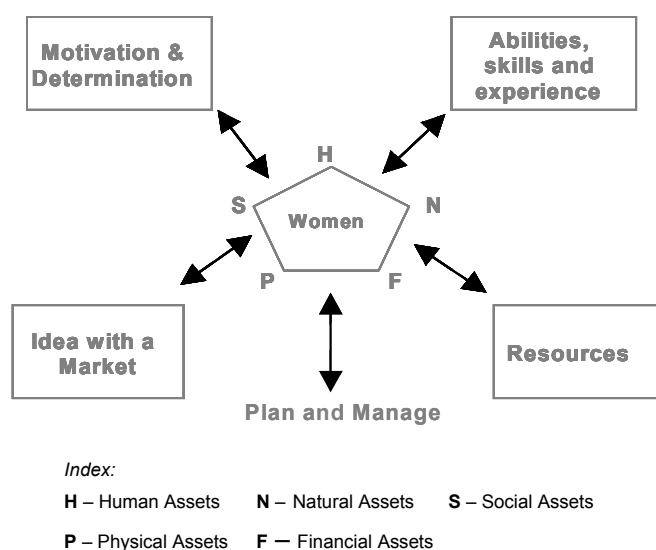 Motivation &
Determination
Abilities,
skills and
experience
H
S
Women
N
P
F
Idea with a
Market
Resources
Plan and Manage
Index:
H – Human Assets N – Natural Assets S – Social Assets
P – Physical Assets F – Financial Assets